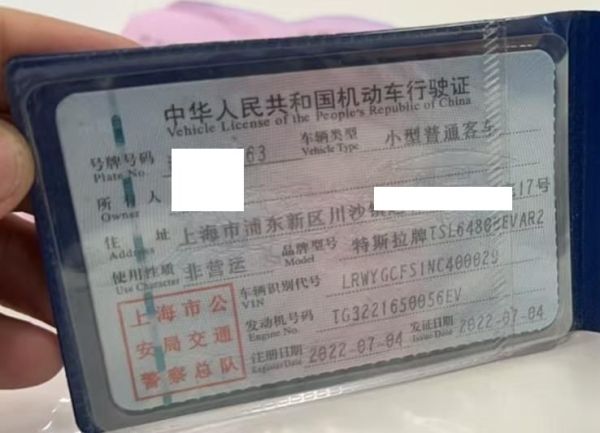 中华人民共和国机动车行驶证
Vehicle License of the People's Republic of China
号牌号码 63 车辆类型 小型普通客车
Plate No. Vehicle Type
所有人
Owner
住址 上海市浦东新区川沙镇 17号
Address
使用性质 非营运 品牌型号 特斯拉牌TSL6480 EVAR2
Use Character Model
车辆识别代号 LRWYGCFS1NC400029
VIN
发动机号码 TG3221650056EV
Engine No.
注册日期 2022-07-04 发证日期 2022-07-04
Register Date Issue Date
上海市公
安局交通
警察总队